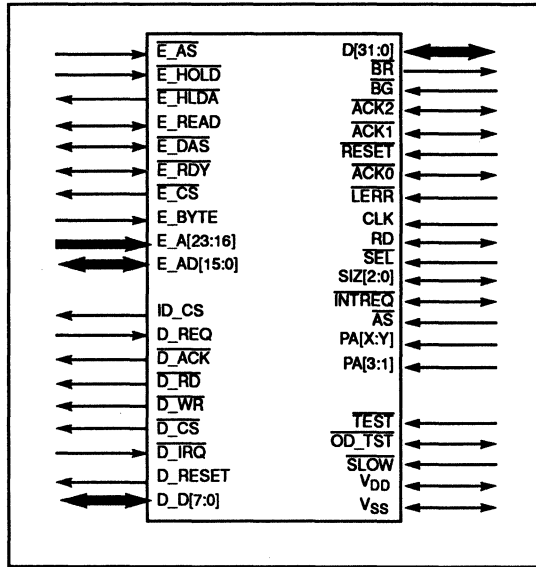 E_AS
E_HOLD
E_HLDA
E_READ
E_DAS
E_RDY
E_CS
E_BYTE
E_A[23:16]
E_AD[15:0]
ID_CS
D_REQ
D_ACK
D_RD
D_WR
D_CS
D_IRQ
D_RESET
D_D[7:0]
D[31:0]
BR
BG
ACK2
ACK1
RESET
ACK0
LERR
CLK
RD
SEL
SIZ[2:0]
INTREQ
AS
PA[X:Y]
PA[3:1]
TEST
OD_TST
SLOW
VDD
VSS